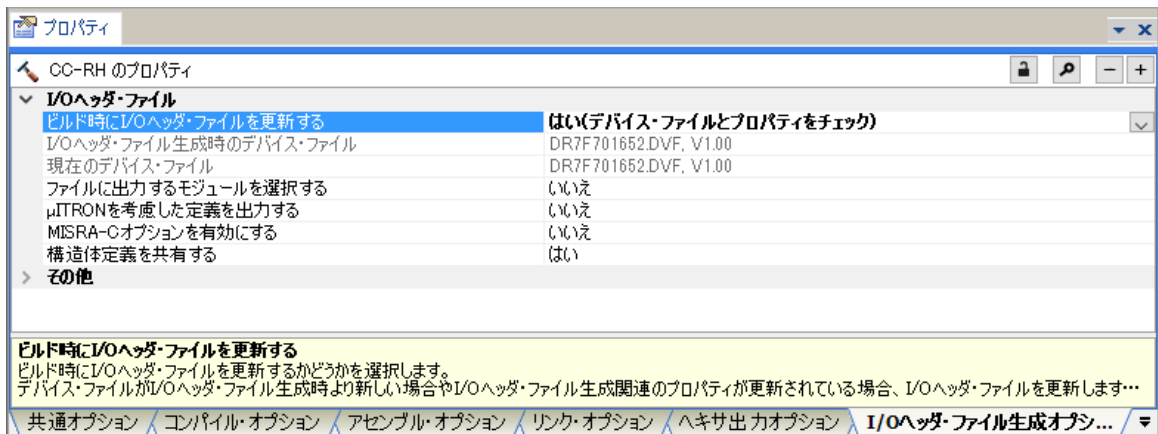 プロパティ
CC-RH のプロパティ
I/Oヘッダ・ファイル
ビルド時にI/Oヘッダ・ファイルを更新する はい(デバイス・ファイルとプロパティをチェック)
I/Oヘッダ・ファイル生成時のデバイス・ファイル DR7F701652.DVF, V1.00
現在のデバイス・ファイル DR7F701652.DVF, V1.00
ファイルに出力するモジュールを選択する いいえ
μITRONを考慮した定義を出力する いいえ
MISRA-Cオプションを有効にする いいえ
構造体定義を共有する はい
その他
ビルド時にI/Oヘッダ・ファイルを更新する
ビルド時にI/Oヘッダ・ファイルを更新するかどうかを選択します。
デバイス・ファイルがI/Oヘッダ・ファイル生成時より新しい場合やI/Oヘッダ・ファイル生成関連のプロパティが更新されている場合、I/Oヘッダ・ファイルを更新します…
共通オプション コンパイル・オプション アセンブル・オプション リンク・オプション ヘキサ出力オプション I/Oヘッダ・ファイル生成オプシ...